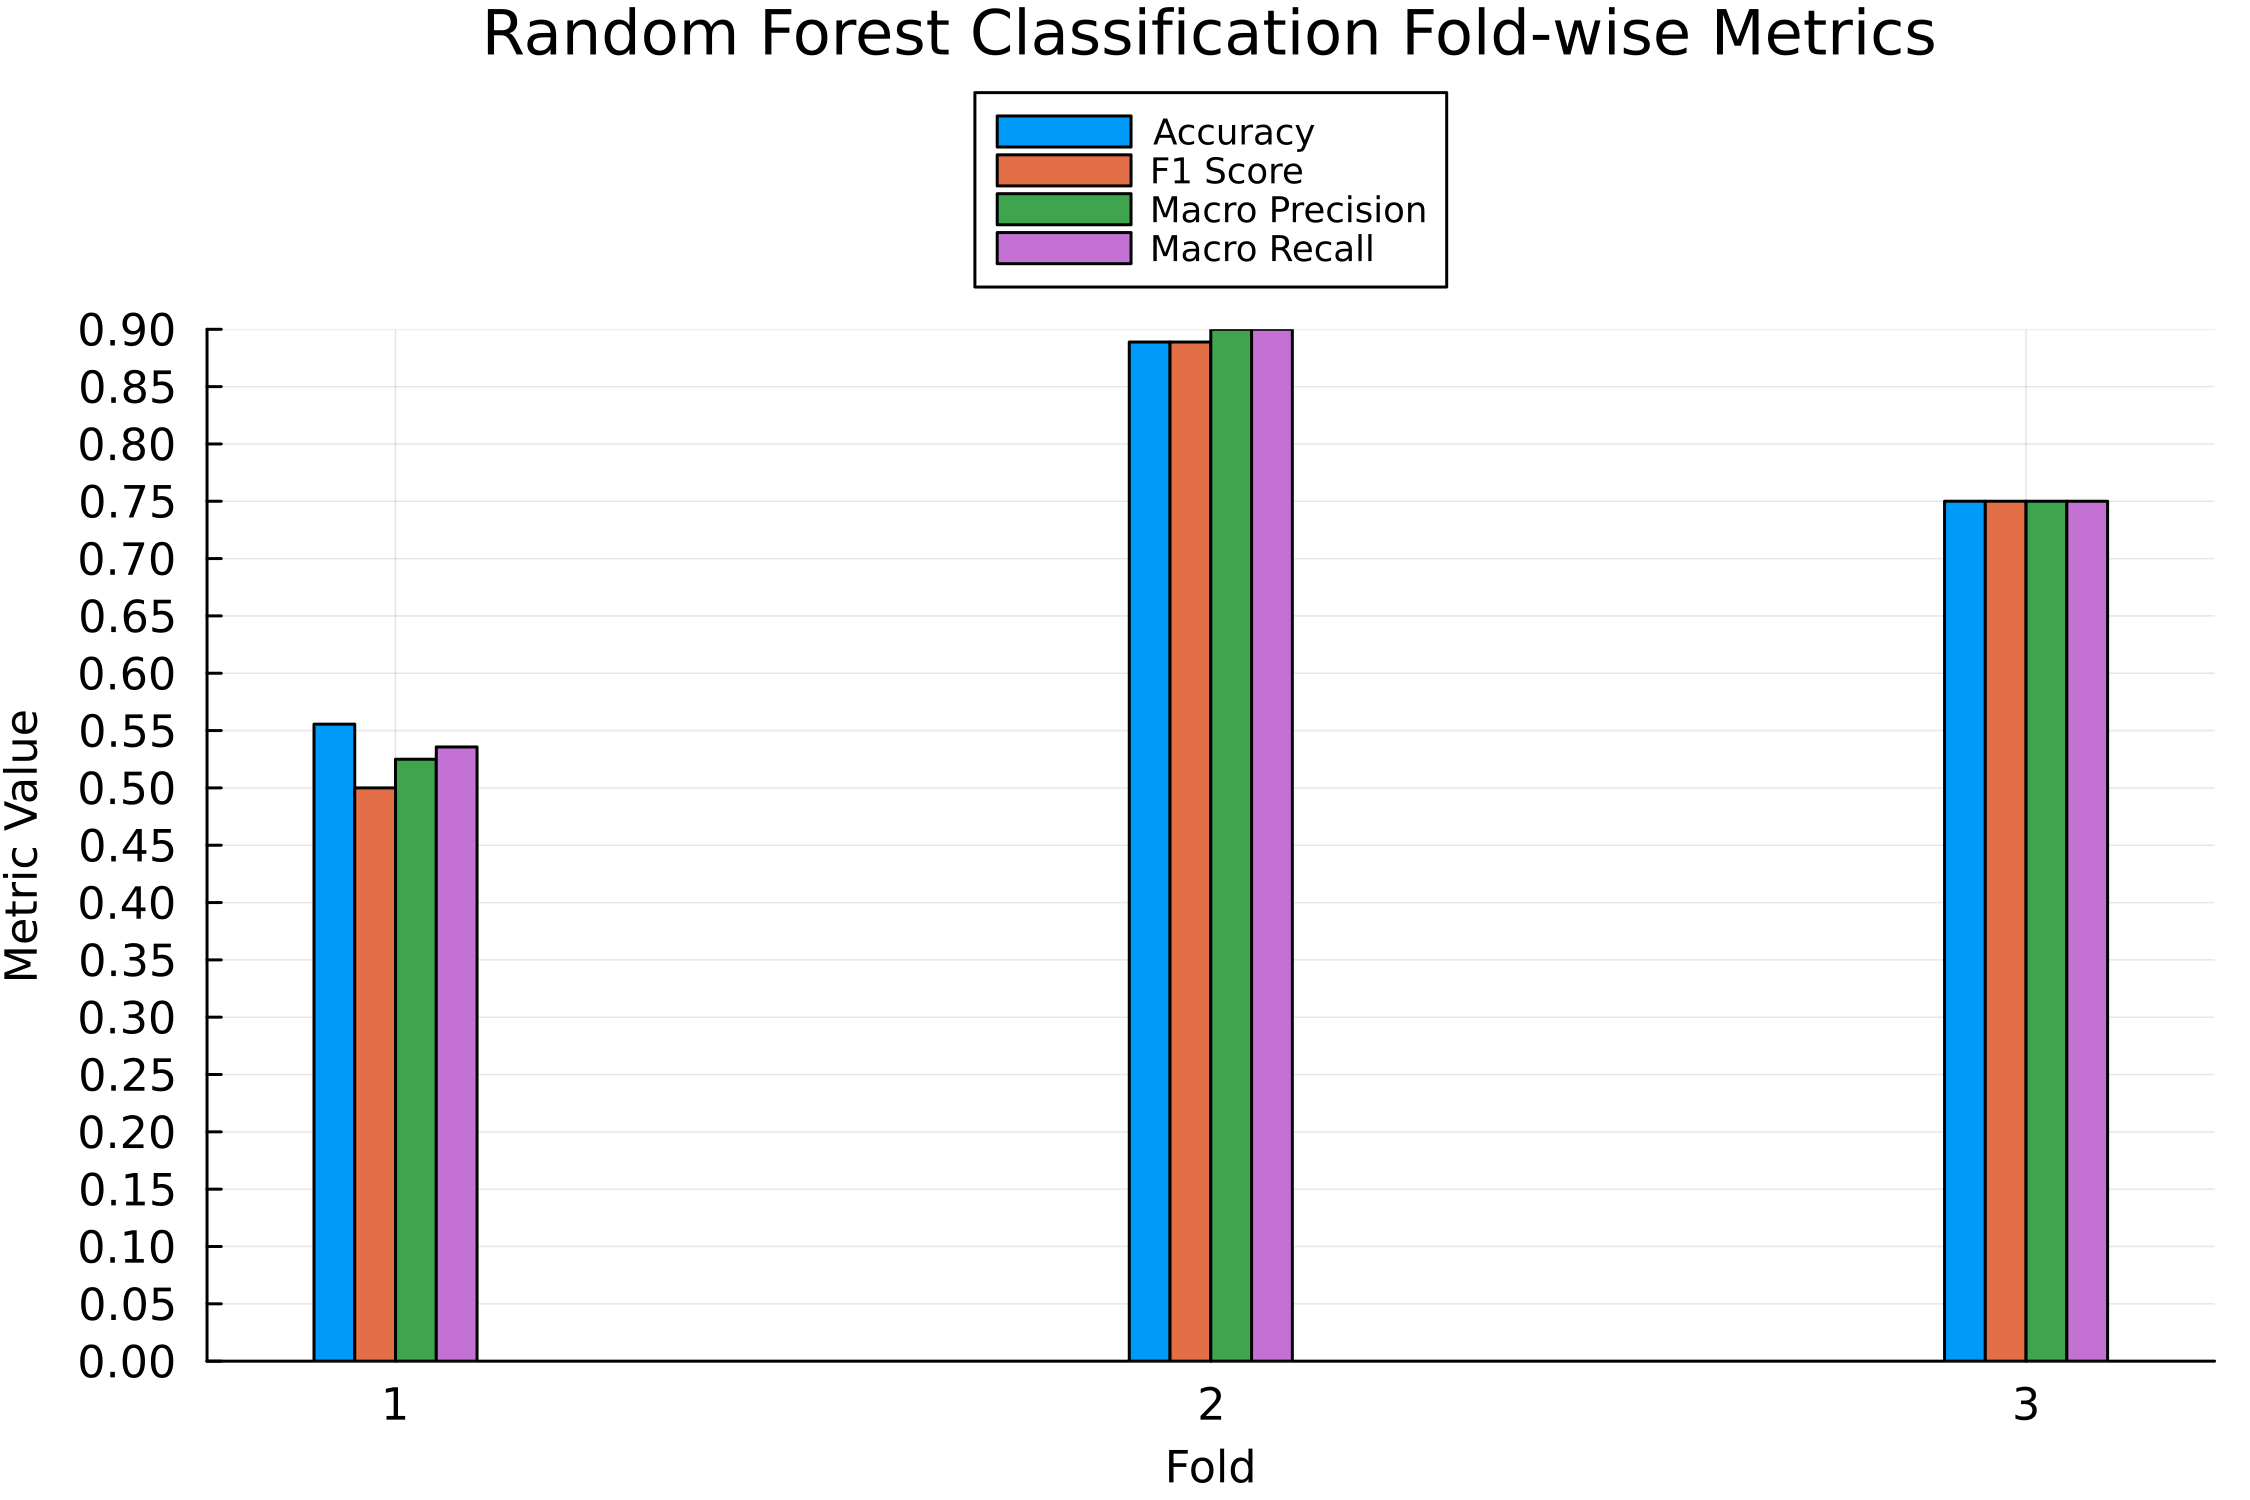 Random Forest Classification Fold-wise Metrics
Accuracy
F1 Score
Macro Precision
Macro Recall
0.90
0.85
0.80
0.75
0.70
0.65
0.60
0.55
0.50
0.45
0.40
0.35
0.30
0.25
0.20
0.15
0.10
0.05
0.00
Metric Value
1 2 3
Fold